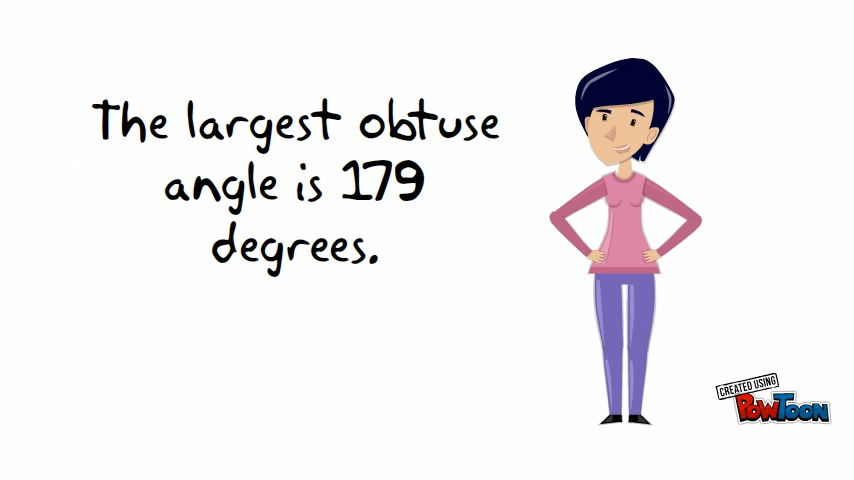 The largest obtuse
angle is 179
degrees.
CREATED USING
POWTOON